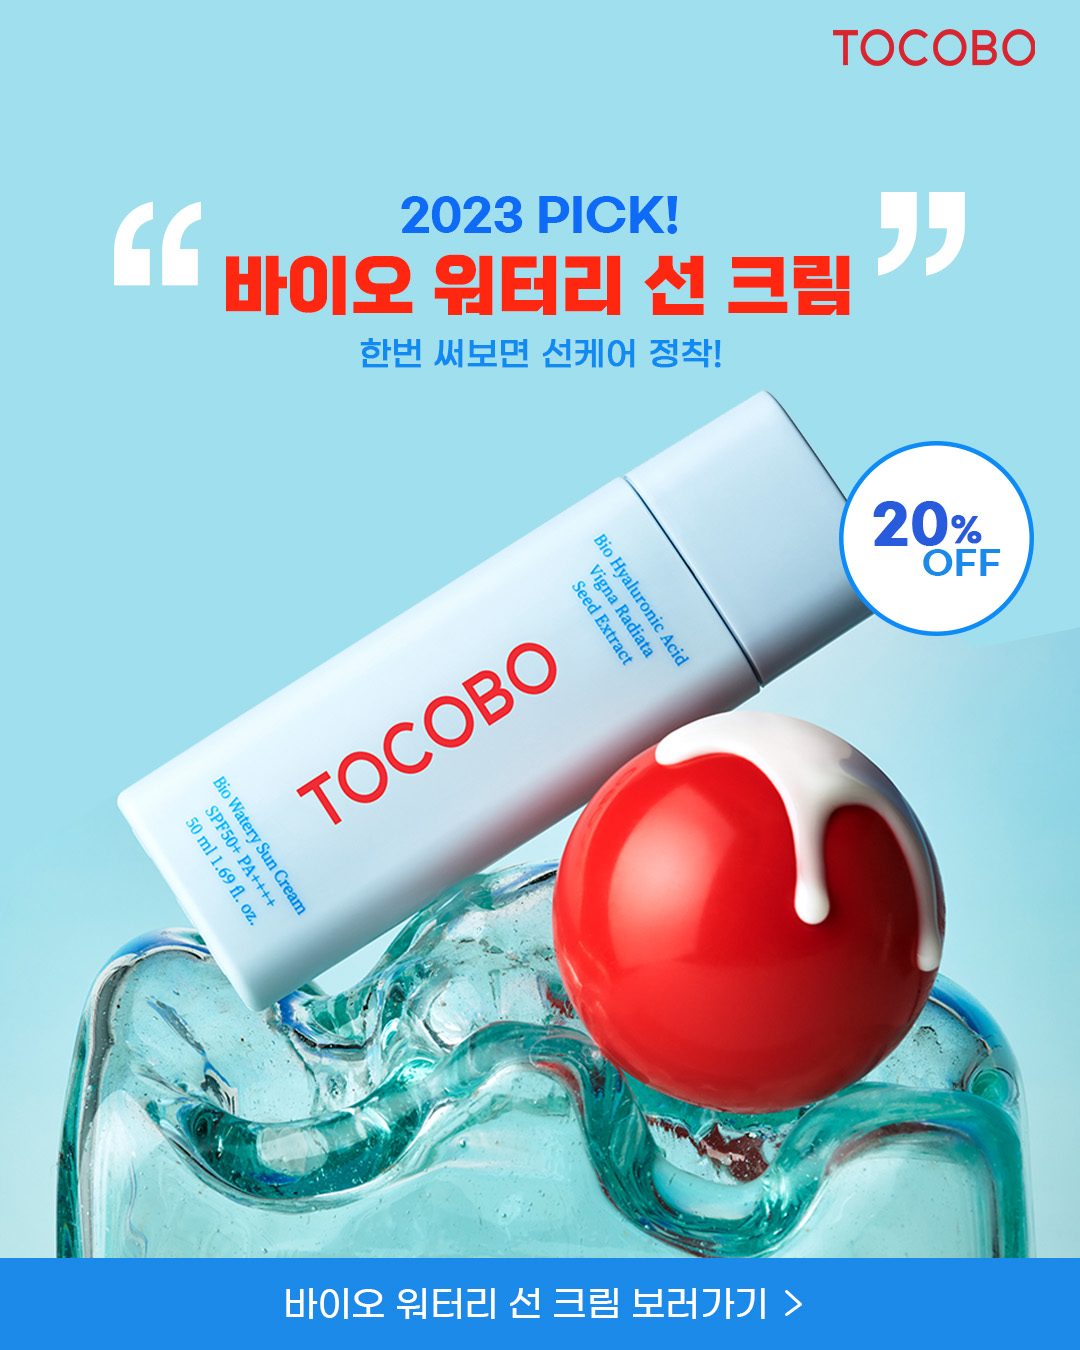 TOCOBO
“ 2023 PICK! ”
바이오 워터리 선 크림
한번 써보면 선케어 정착!
20%
OFF
Bio Hyaluronic Acid
Vigna Radiata
Seed Extract
TOCOBO
Bio Watery Sun Cream
SPF50+ PA++++
50 ml 1.69 fl. oz.
바이오 워터리 선 크림 보러가기 >